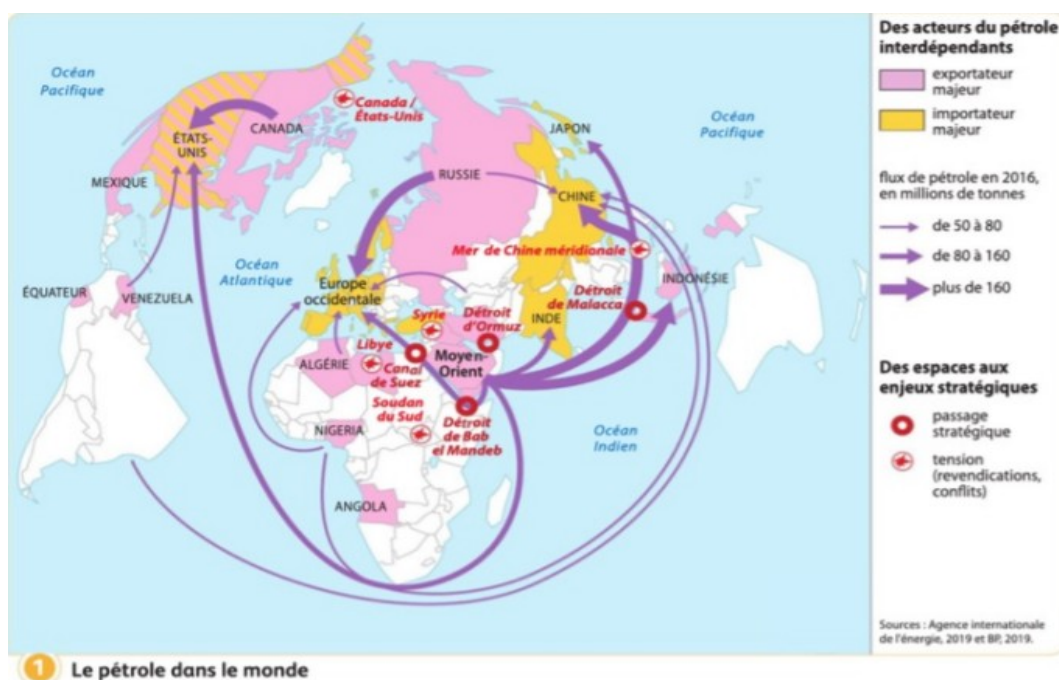 Océan
Pacifique
ÉTATS-
UNIS
CANADA
Canada /
États-Unis
MEXIQUE
Océan
Atlantique
ÉQUATEUR
VENEZUELA
RUSSIE
JAPON
Océan
Pacifique
CHINE
Mer de Chine méridionale
Europe
occidentale
Syrie
Détroit
d'Ormuz
INDE
Détroit
de Malacca
INDONÉSIE
Libye
ALGÉRIE
Moyen-
Orient
Canal
de Suez
Soudan
du Sud
NIGERIA
Détroit
de Bab
el Mandeb
Océan
Indien
ANGOLA
Des acteurs du pétrole
interdépendants
exportateur
majeur
importateur
majeur
flux de pétrole en 2016,
en millions de tonnes
de 50 à 80
de 80 à 160
plus de 160
Des espaces aux
enjeux stratégiques
passage
stratégique
tension
(revendications,
conflits)
Sources : Agence internationale
de l'énergie, 2019 et BP, 2019.
1 Le pétrole dans le monde